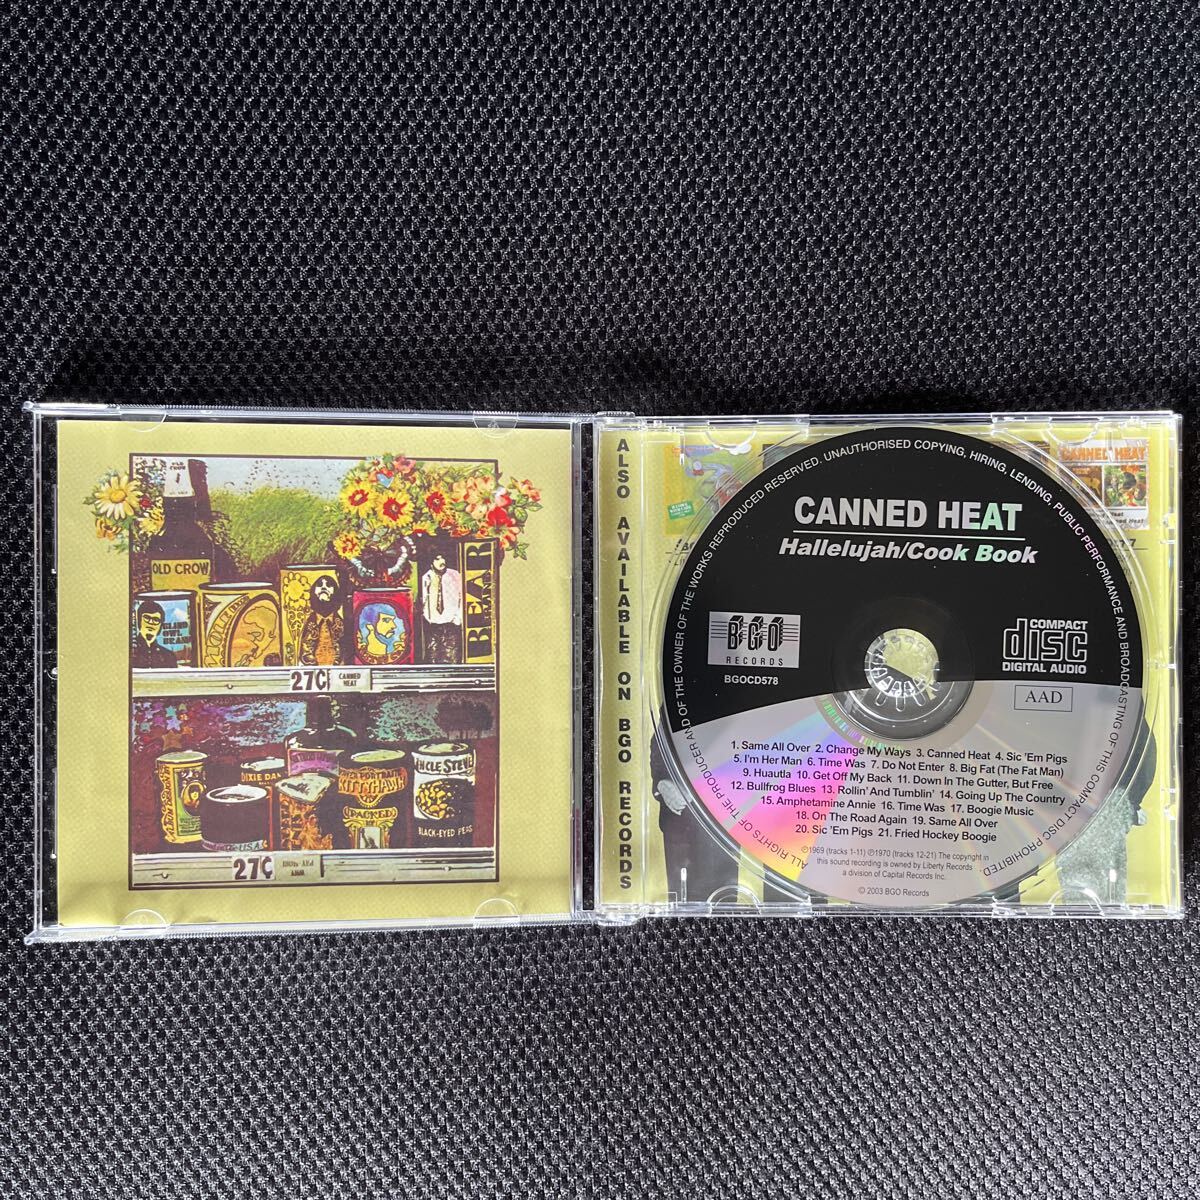 OLD CROW
BEAR
BRAND
27¢ CANNED
HEAT
DIXIE DAN
UNCLE STEVE
KITTYHAWK
PACKED
BY
BLACK-EYED PEAS
27¢
ALSO AVAILABLE ON BGO RECORDS
CANNED HEAT
ALL RIGHTS OF THE PRODUCER AND OF THE OWNER OF THE WORKS REPRODUCED RESERVED. UNAUTHORISED COPYING, HIRING, LENDING, PUBLIC PERFORMANCE AND BROADCASTING OF THIS COMPACT DISC PROHIBITED.
CANNED HEAT
Hallelujah/Cook Book
BGO
RECORDS
BGOCD578
COMPACT
disc
DIGITAL AUDIO
AAD
1. Same All Over 2. Change My Ways 3. Canned Heat 4. Sic 'Em Pigs
5. I'm Her Man 6. Time Was 7. Do Not Enter 8. Big Fat (The Fat Man)
9. Huautla 10. Get Off My Back 11. Down In The Gutter, But Free
12. Bullfrog Blues 13. Rollin' And Tumblin' 14. Going Up The Country
15. Amphetamine Annie 16. Time Was 17. Boogie Music
18. On The Road Again 19. Same All Over
20. Sic 'Em Pigs 21. Fried Hockey Boogie
℗1969 (tracks 1-11) ℗1970 (tracks 12-21) The copyright in
this sound recording is owned by Liberty Records
a division of Capital Records Inc.
© 2003 BGO Records